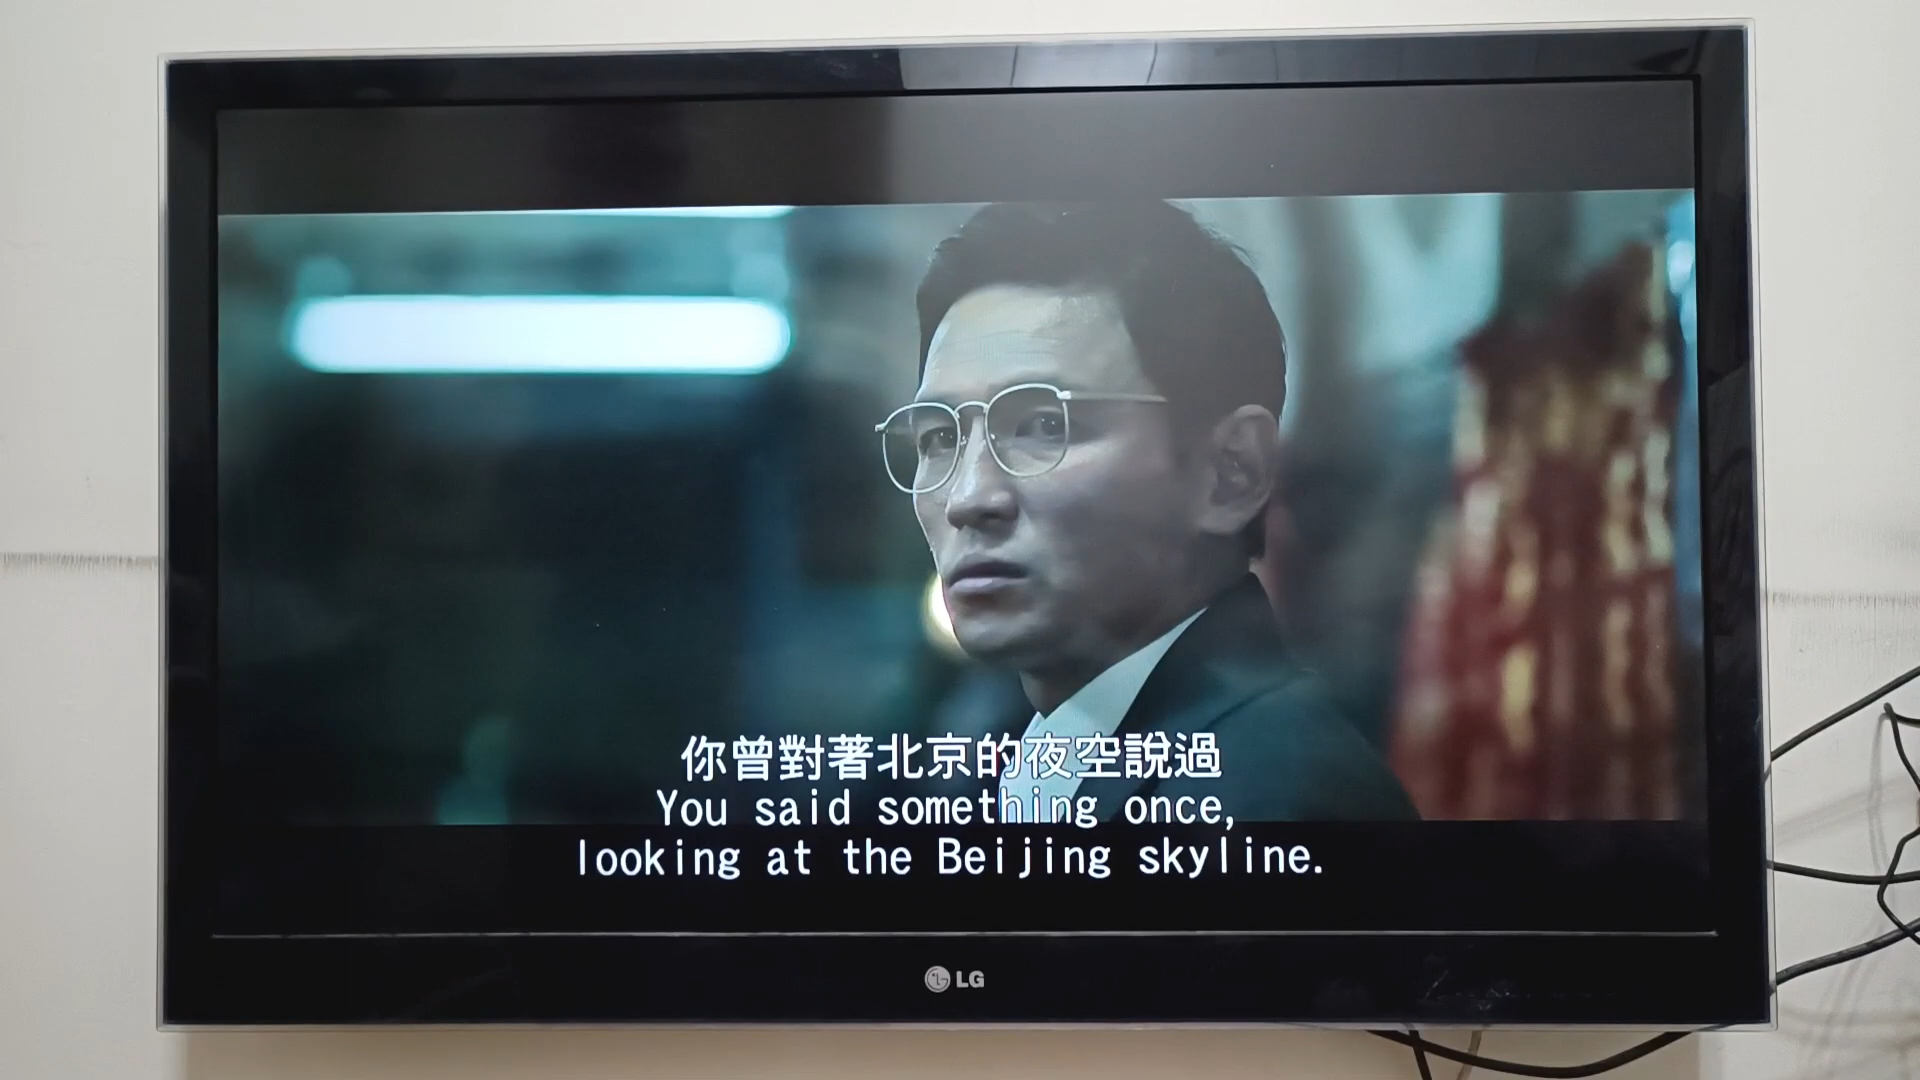 你曾對著北京的夜空說過
You said something once,
looking at the Beijing skyline.
LG